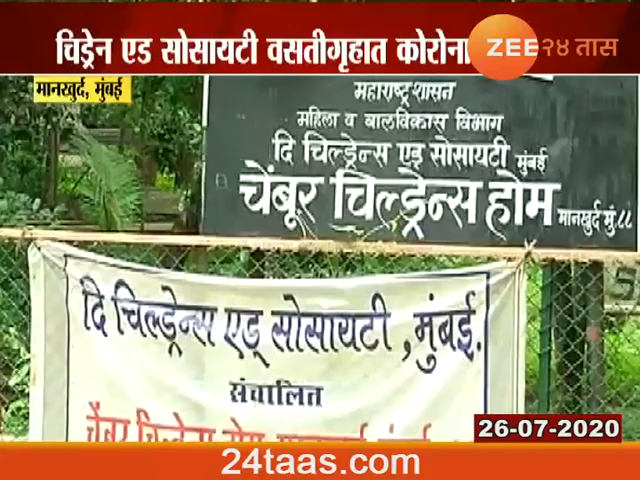 चिड्रेन एड सोसायटी वसतीगृहात कोरोना
ZEE २४ तास
मानखुर्द, मुंबई
महाराष्ट्र शासन
महिला व बालविकास विभाग
दि चिल्ड्रेन्स एड सोसायटी मुंबई
चेंबूर चिल्ड्रेन्स होम मानखुर्द मुं.८८
दि चिल्ड्रेन्स एड् सोसायटी ,मुंबई.
संचालित
चेंबूर चिल्ड्रेन्स होम
26-07-2020
24taas.com